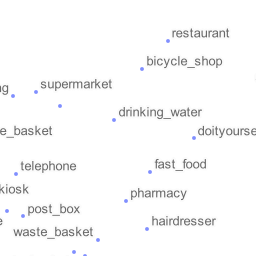 restaurant
bicycle_shop
g
supermarket
drinking_water
e_basket
doityourse
telephone
fast_food
kiosk
pharmacy
post_box
e
waste_basket
hairdresser